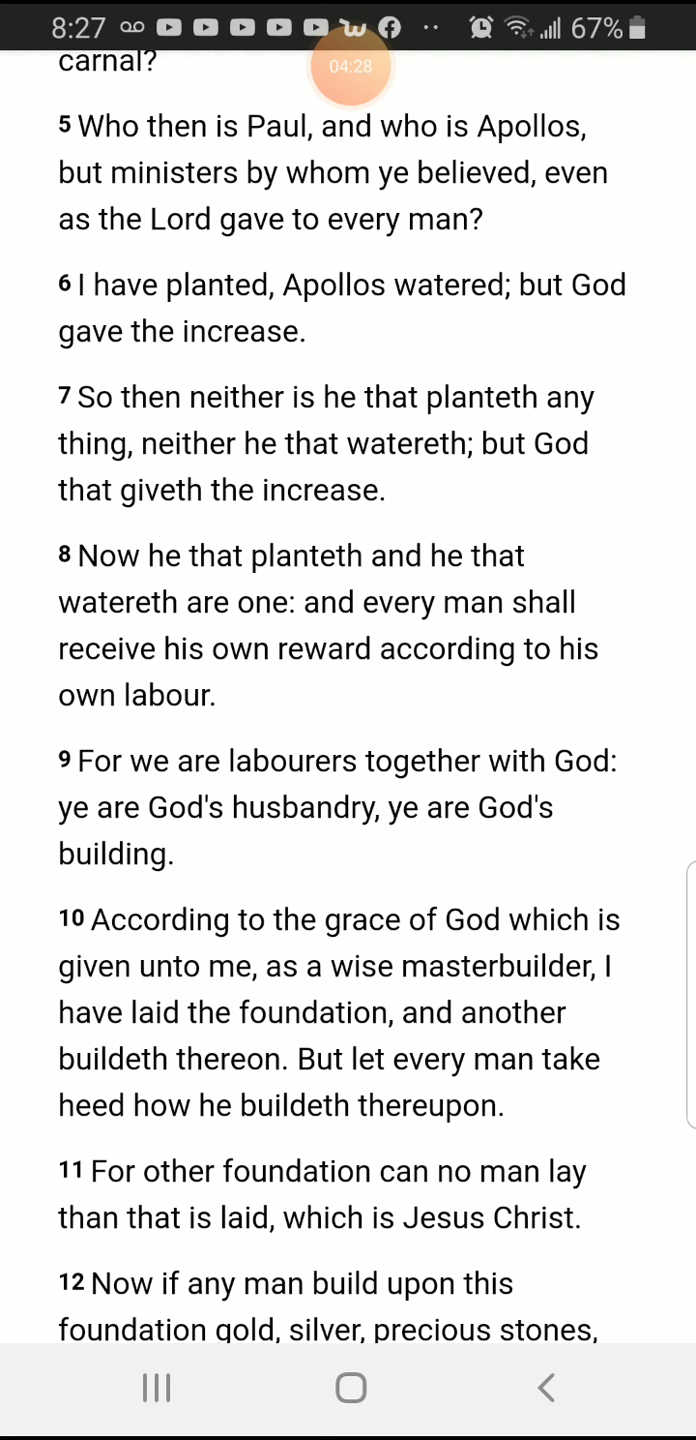 8:27
67%
04:28
carnal?
5 Who then is Paul, and who is Apollos,
but ministers by whom ye believed, even
as the Lord gave to every man?
6 I have planted, Apollos watered; but God
gave the increase.
7 So then neither is he that planteth any
thing, neither he that watereth; but God
that giveth the increase.
8 Now he that planteth and he that
watereth are one: and every man shall
receive his own reward according to his
own labour.
9 For we are labourers together with God:
ye are God's husbandry, ye are God's
building.
10 According to the grace of God which is
given unto me, as a wise masterbuilder, I
have laid the foundation, and another
buildeth thereon. But let every man take
heed how he buildeth thereupon.
11 For other foundation can no man lay
than that is laid, which is Jesus Christ.
12 Now if any man build upon this
foundation gold, silver, precious stones,